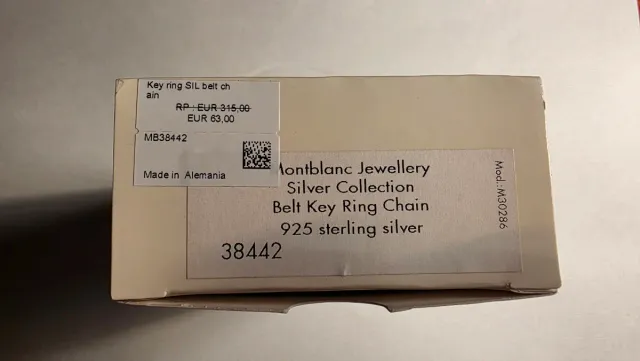 Key ring SIL belt ch
ain
RP : EUR 315,00
EUR 63,00
MB38442
Made in Alemania
Montblanc Jewellery
Silver Collection
Belt Key Ring Chain
925 sterling silver
38442
Mod.: M30286